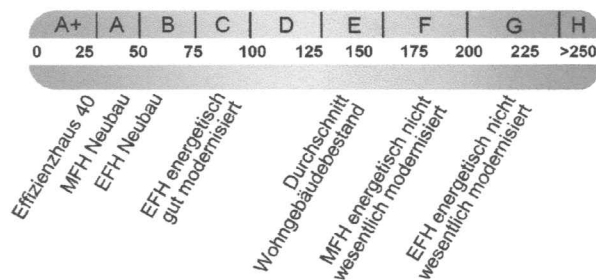 A+ A B C D E F G H
0 25 50 75 100 125 150 175 200 225 >250
Effizienzhaus 40
MFH Neubau
EFH Neubau
EFH energetisch
gut modernisiert
Durchschnitt
Wohngebäudebestand
MFH energetisch nicht
wesentlich modernisiert
EFH energetisch nicht
wesentlich modernisiert